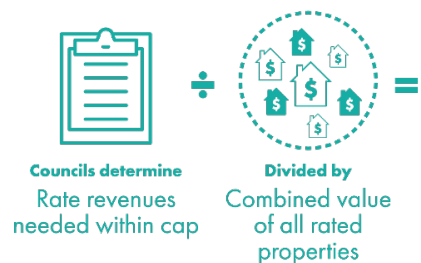 ÷
=
$
$
$
$
$
$
$
Councils determine
Rate revenues
needed within cap
Divided by
Combined value
of all rated
properties